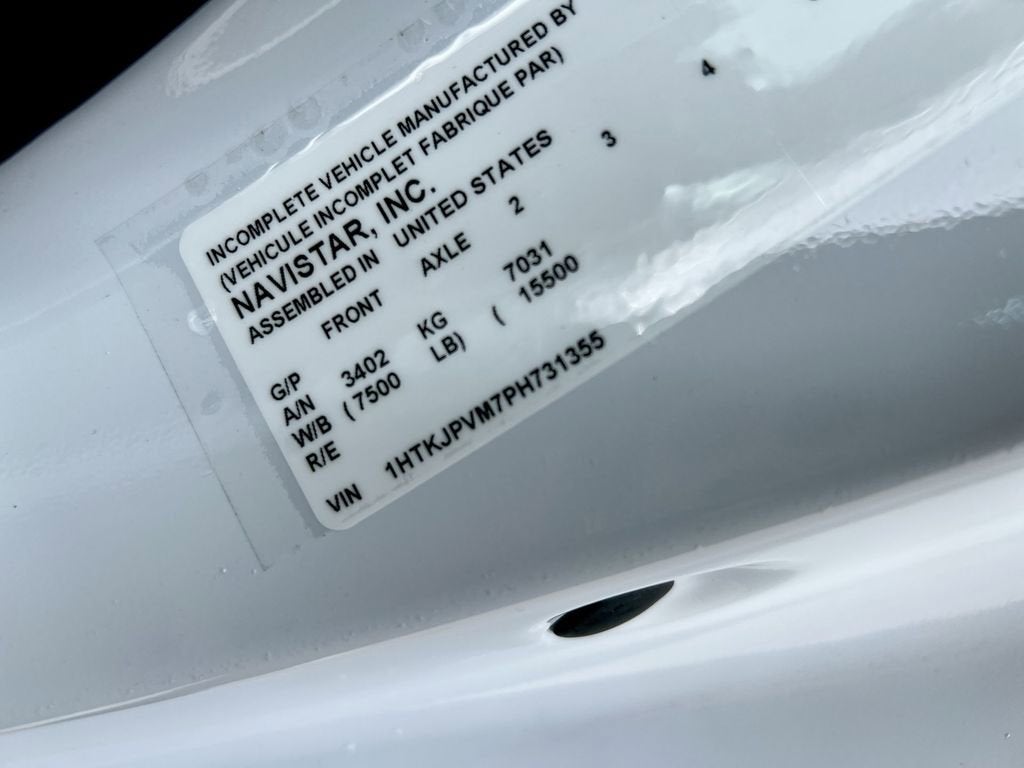 INCOMPLETE VEHICLE MANUFACTURED BY
(VEHICULE INCOMPLET FABRIQUE PAR)
NAVISTAR, INC.
ASSEMBLED IN UNITED STATES
FRONT AXLE 2 3 4
G/P
A/N 3402 KG 7031
W/B (7500 LB) (15500
R/E
VIN 1HTKJPVM7PH731355